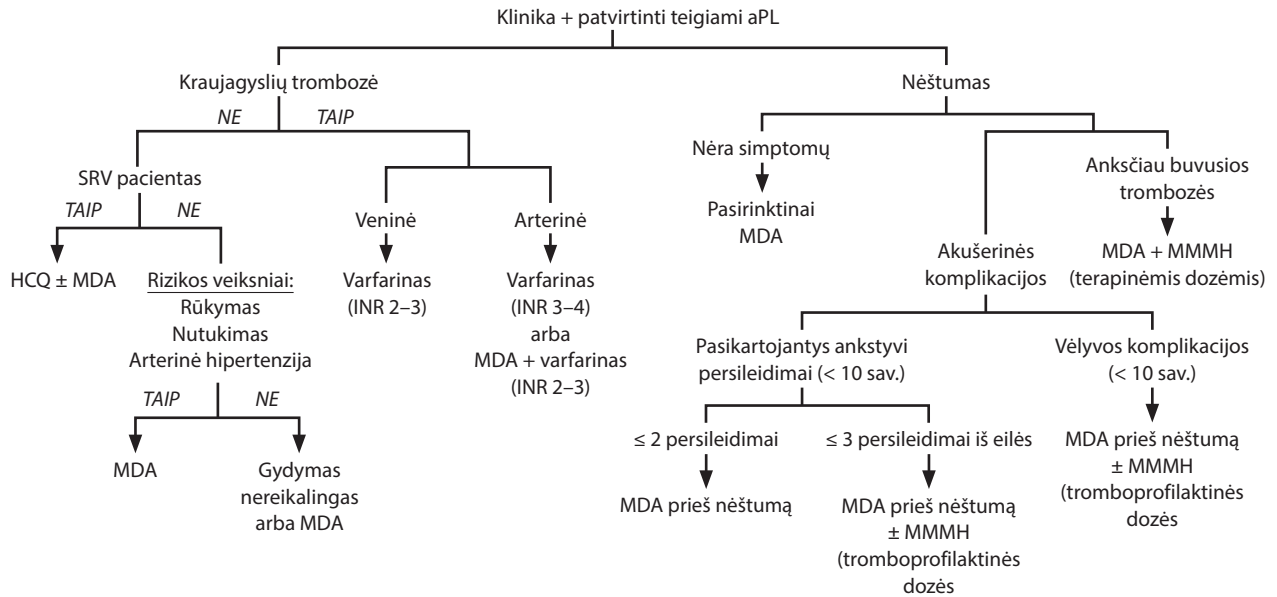 Klinika + patvirtinti teigiami aPL
Kraujagyslių trombozė
NE
TAIP
SRV pacientas
TAIP
NE
HCQ ± MDA
Rizikos veiksniai:
Rūkymas
Nutukimas
Arterinė hipertenzija
TAIP
NE
MDA
Gydymas
nereikalingas
arba MDA
Veninė
Varfarinas
(INR 2–3)
Arterinė
Varfarinas
(INR 3–4)
arba
MDA + varfarinas
(INR 2–3)
Nėštumas
Nėra simptomų
Pasirinktinai
MDA
Akušerinės
komplikacijos
Anksčiau buvusios
trombozės
MDA + MMMH
(terapinėmis dozėmis)
Pasikartojantys ankstyvi
persileidimai (< 10 sav.)
≤ 2 persileidimai
MDA prieš nėštumą
≤ 3 persileidimai iš eilės
MDA prieš nėštumą
± MMMH
(tromboprofilaktinės
dozės
Vėlyvos komplikacijos
(< 10 sav.)
MDA prieš nėštumą
± MMMH
(tromboprofilaktinės
dozės